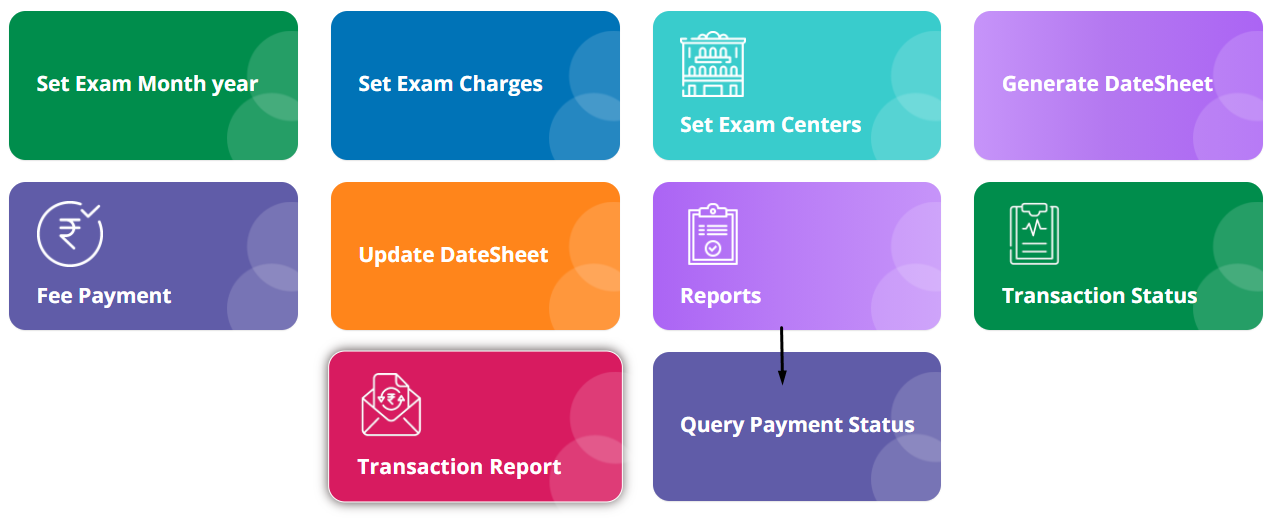 Set Exam Month year
Set Exam Charges
Set Exam Centers
Generate DateSheet
Fee Payment
Update DateSheet
Reports
Transaction Status
Transaction Report
Query Payment Status